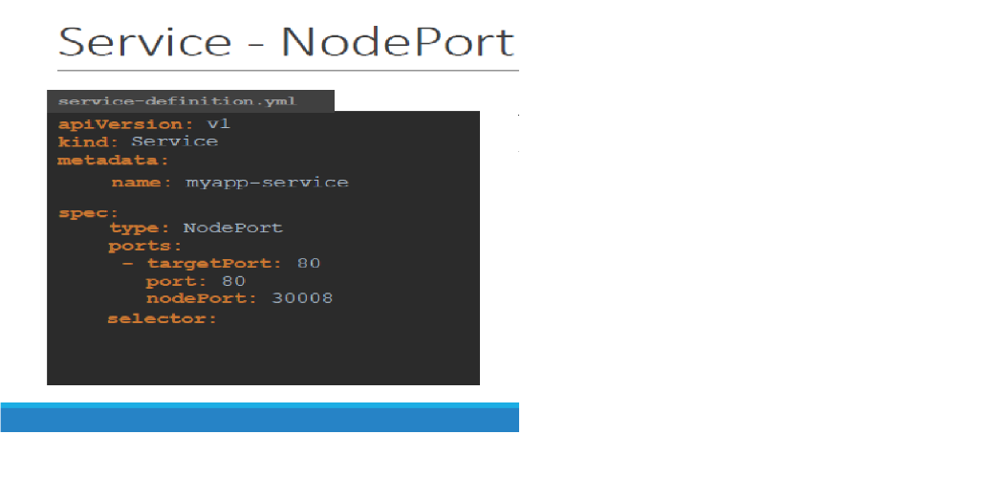 Service - NodePort
service-definition.yml
apiVersion: v1
kind: Service
metadata:
name: myapp-service
spec:
type: NodePort
ports:
- targetPort: 80
port: 80
nodePort: 30008
selector: